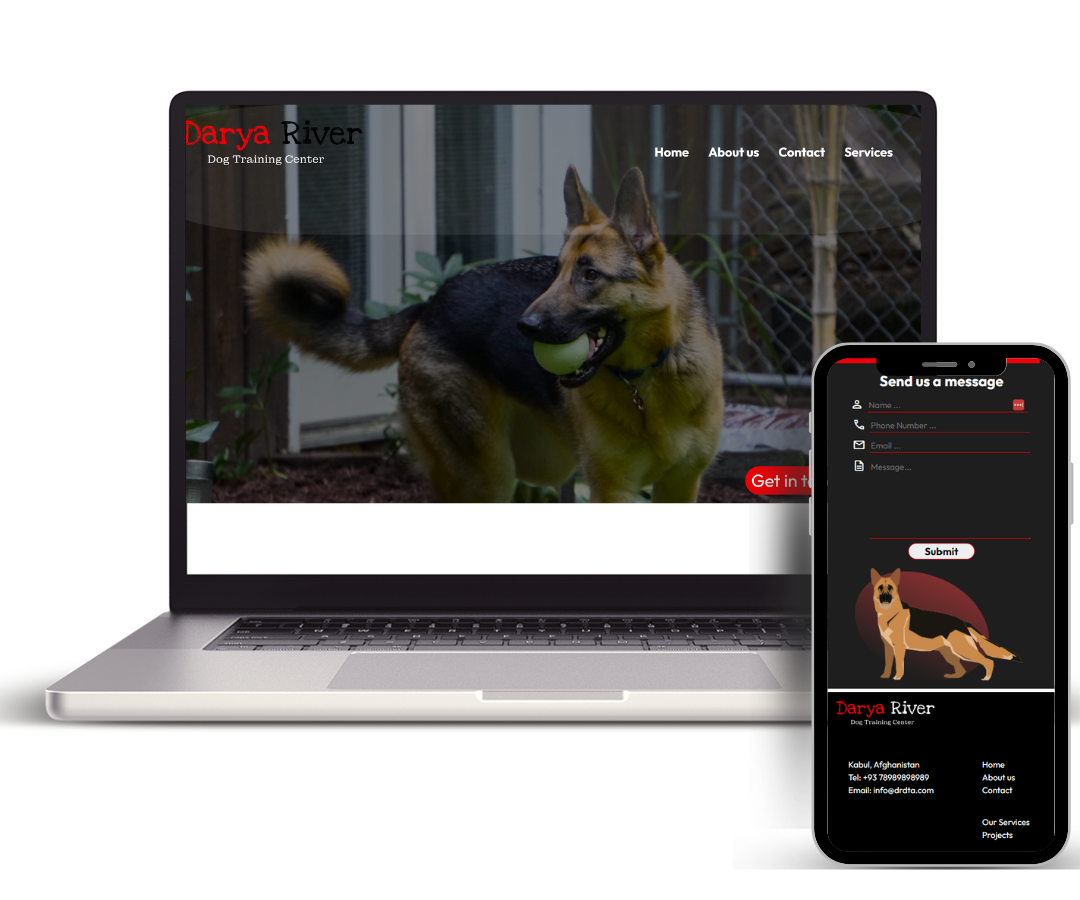 Darya River
Dog Training Center
Home About us Contact Services
Get in t
Send us a message
Name ...
Phone Number ...
Email ...
Message...
Submit
Darya River
Dog Training Center
Kabul, Afghanistan
Tel: +93 78989898989
Email: info@drdta.com
Home
About us
Contact
Our Services
Projects